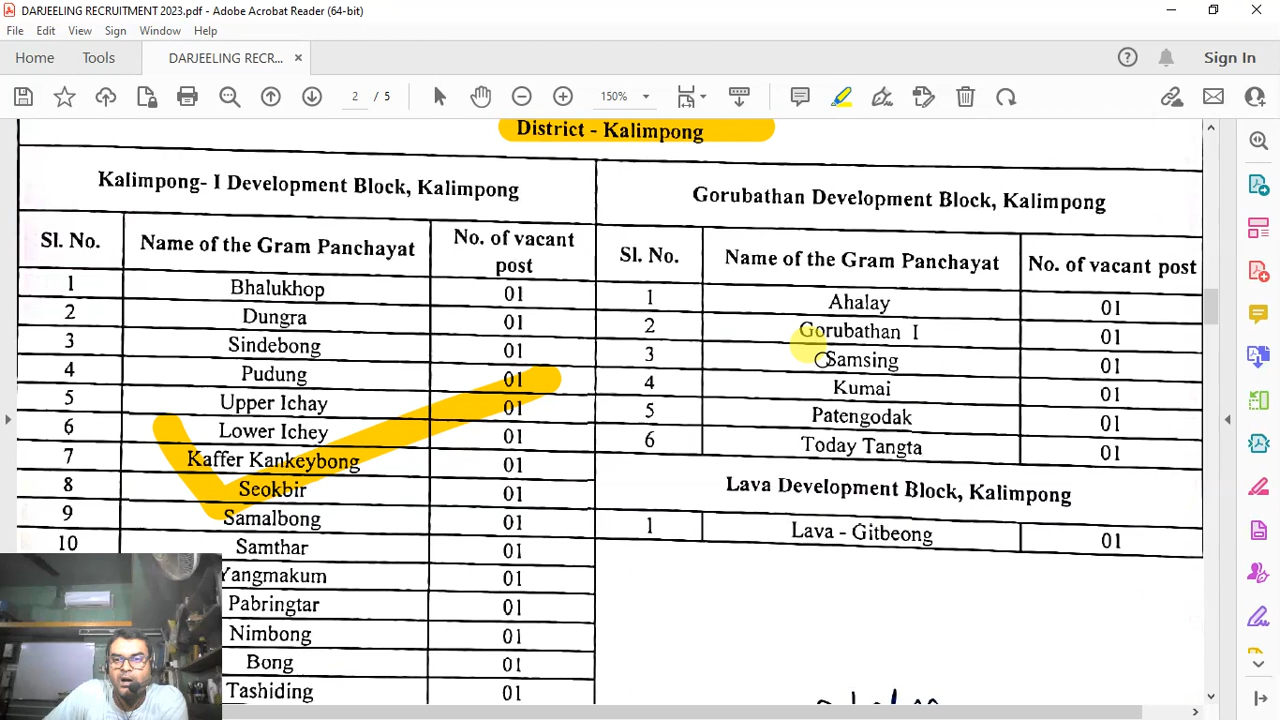 DARJEELING RECRUITMENT 2023.pdf - Adobe Acrobat Reader (64-bit)
File Edit View Sign Window Help
Home Tools DARJEELING RECR... × Sign In
2 / 5 150%
District - Kalimpong
Kalimpong- I Development Block, Kalimpong
Sl. No. Name of the Gram Panchayat No. of vacant post
1 Bhalukhop 01
2 Dungra 01
3 Sindebong 01
4 Pudung 01
5 Upper Ichay 01
6 Lower Ichey 01
7 Kaffer Kankeybong 01
8 Seokbir 01
9 Samalbong 01
10 Samthar 01
Yangmakum 01
Pabringtar 01
Nimbong 01
Bong 01
Tashiding 01
Gorubathan Development Block, Kalimpong
Sl. No. Name of the Gram Panchayat No. of vacant post
1 Ahalay 01
2 Gorubathan I 01
3 Samsing 01
4 Kumai 01
5 Patengodak 01
6 Today Tangta 01
Lava Development Block, Kalimpong
1 Lava - Gitbeong 01